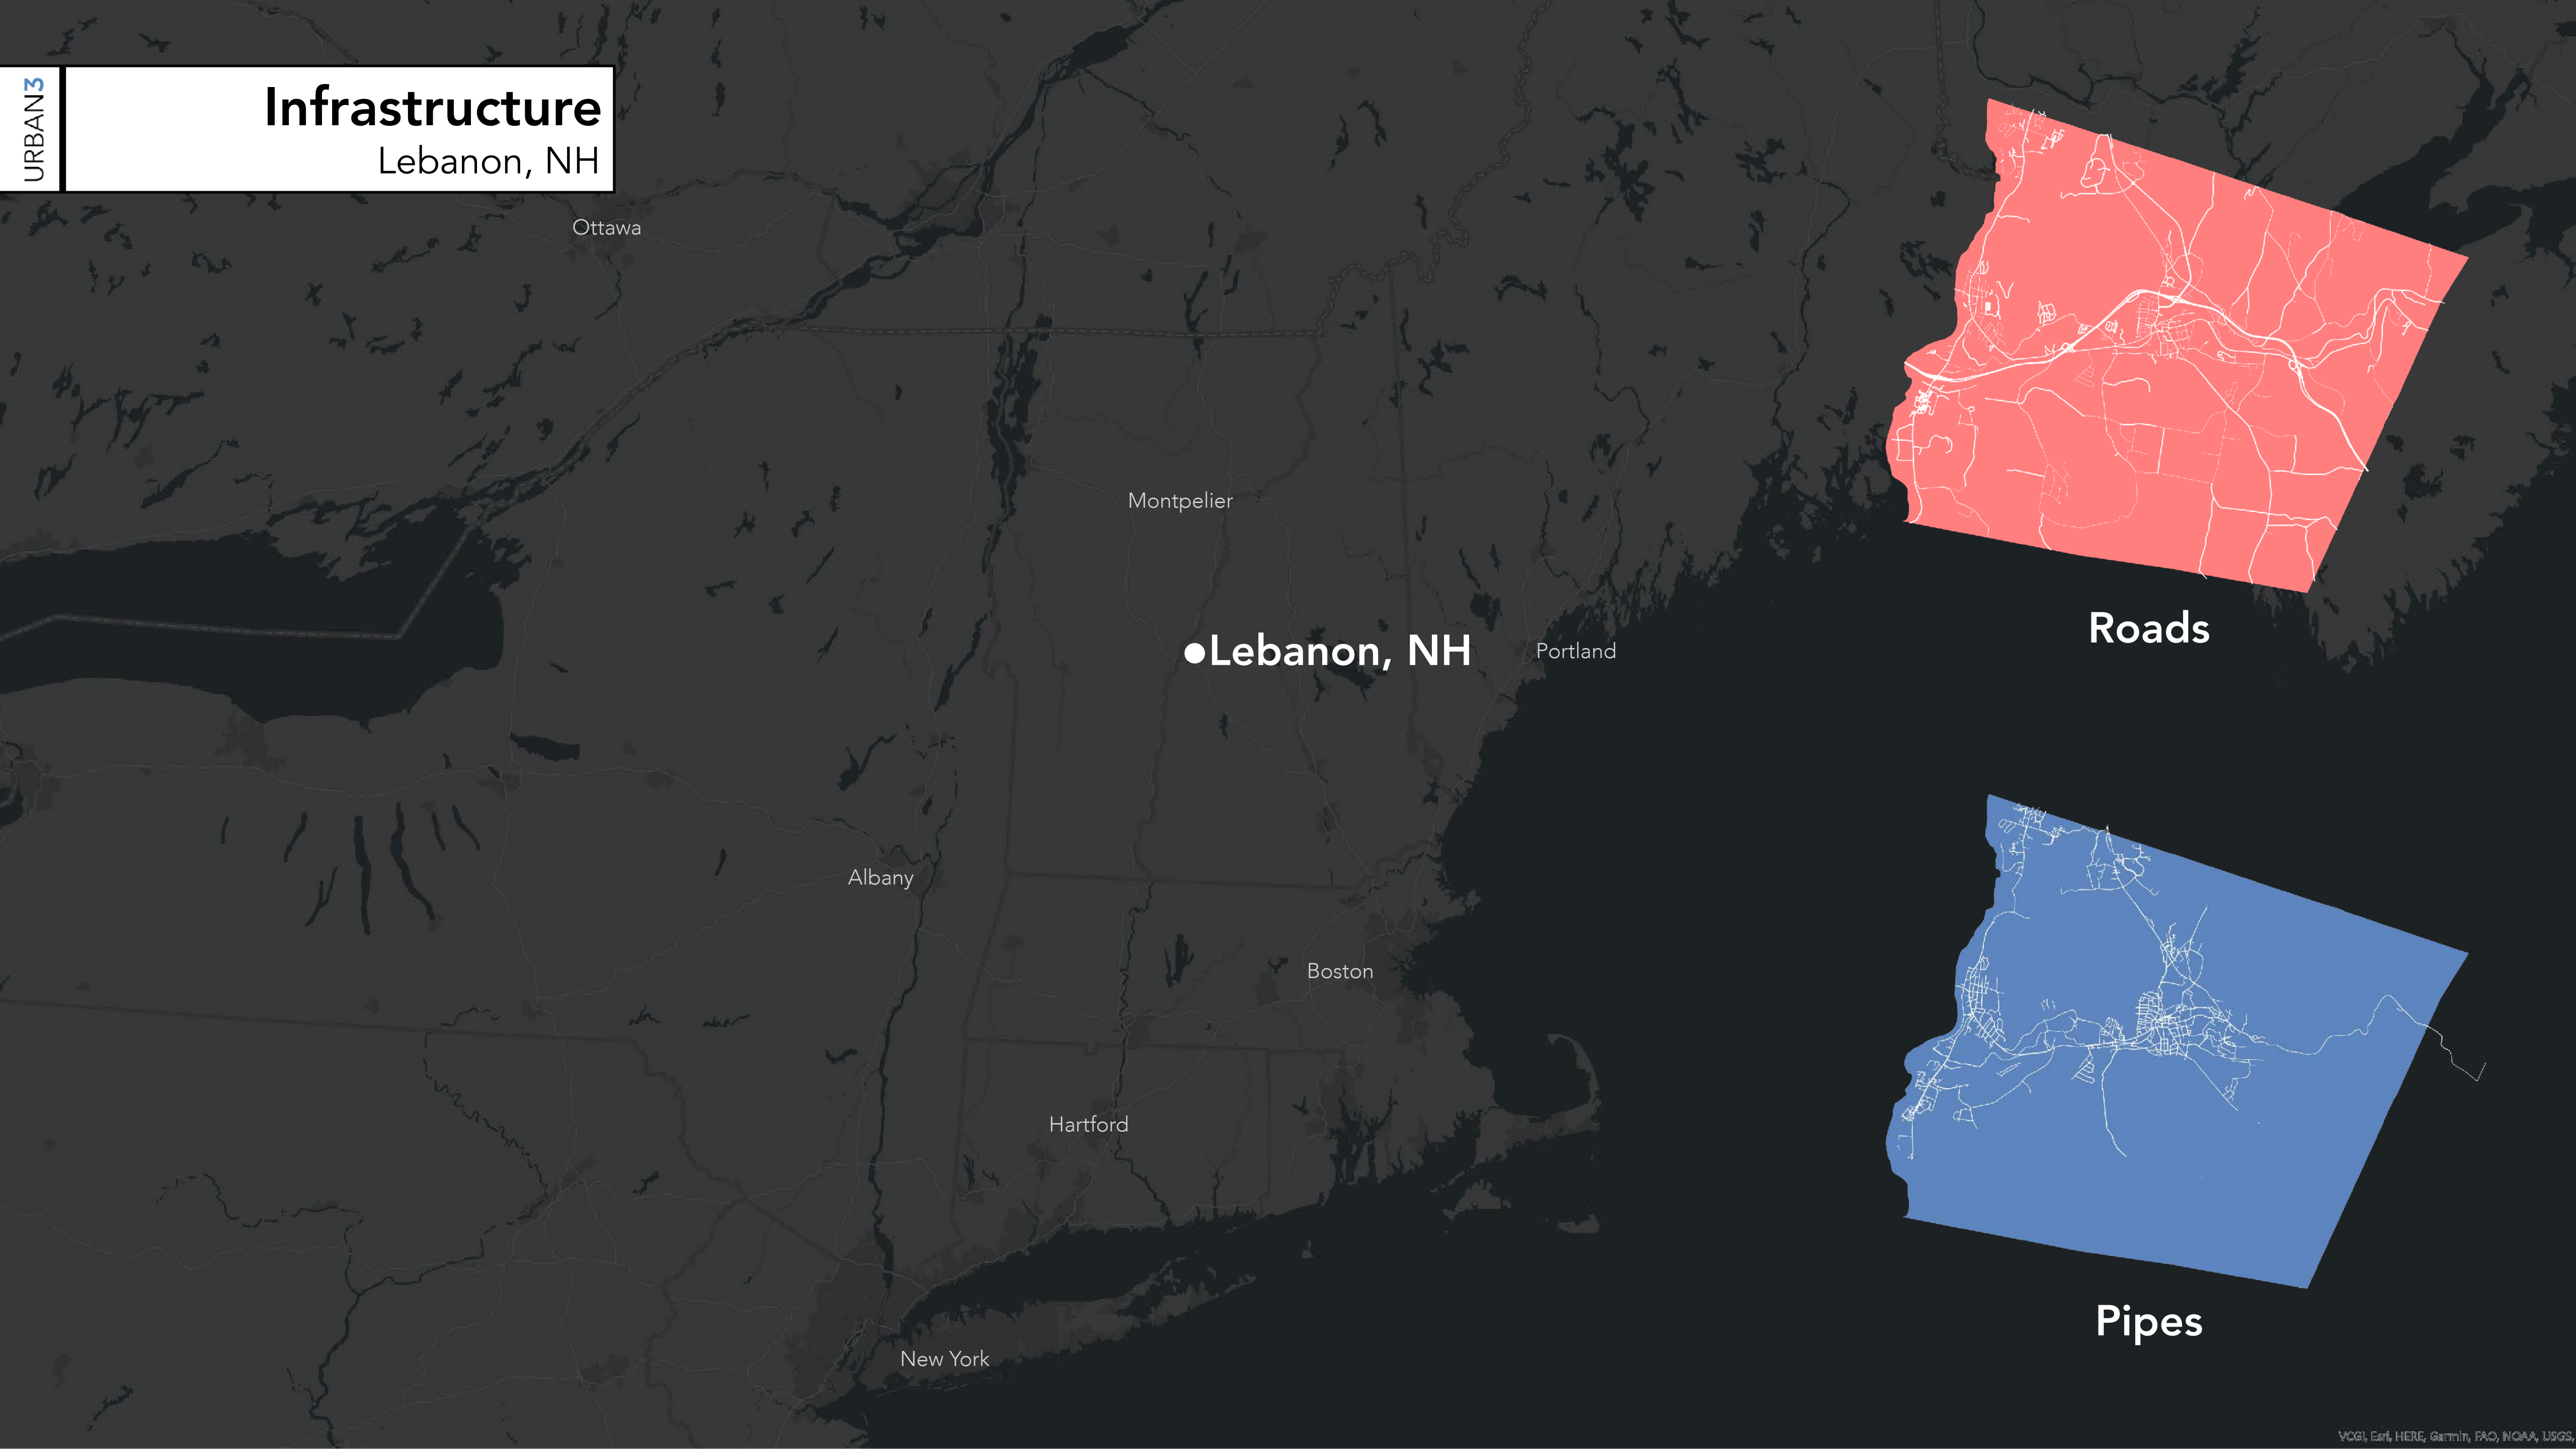 URBAN3
Infrastructure
Lebanon, NH
Ottawa
Montpelier
Lebanon, NH
Portland
Roads
Albany
Boston
Hartford
Pipes
New York
VCGI, Esri, HERE, Garmin, FAO, NOAA, USGS,